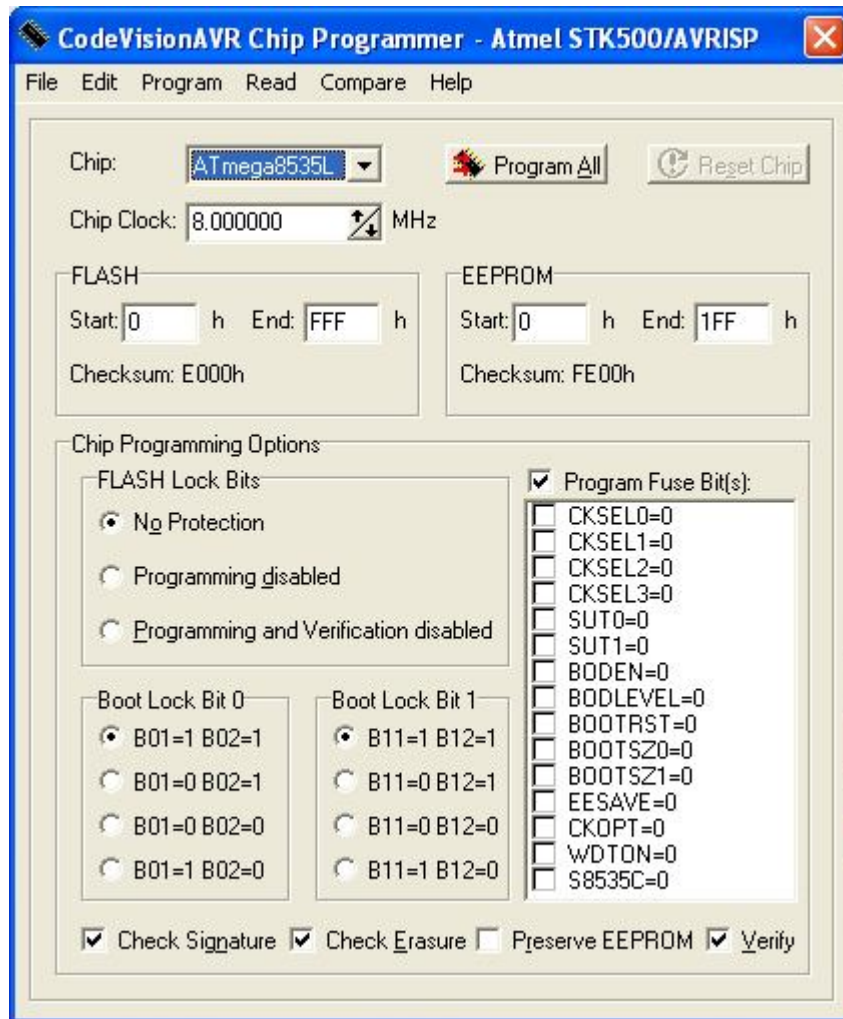 CodeVisionAVR Chip Programmer - Atmel STK500/AVRISP
File Edit Program Read Compare Help
Chip: ATmega8535L Program All Reset Chip
Chip Clock: 8.000000 MHz
FLASH
Start: 0 h End: FFF h
Checksum: E000h
EEPROM
Start: 0 h End: 1FF h
Checksum: FE00h
Chip Programming Options
FLASH Lock Bits
No Protection
Programming disabled
Programming and Verification disabled
Boot Lock Bit 0
B01=1 B02=1
B01=0 B02=1
B01=0 B02=0
B01=1 B02=0
Boot Lock Bit 1
B11=1 B12=1
B11=0 B12=1
B11=0 B12=0
B11=1 B12=0
Program Fuse Bit(s):
CKSEL0=0
CKSEL1=0
CKSEL2=0
CKSEL3=0
SUT0=0
SUT1=0
BODEN=0
BODLEVEL=0
BOOTRST=0
BOOTSZ0=0
BOOTSZ1=0
EESAVE=0
CKOPT=0
WDTON=0
S8535C=0
Check Signature Check Erasure Preserve EEPROM Verify